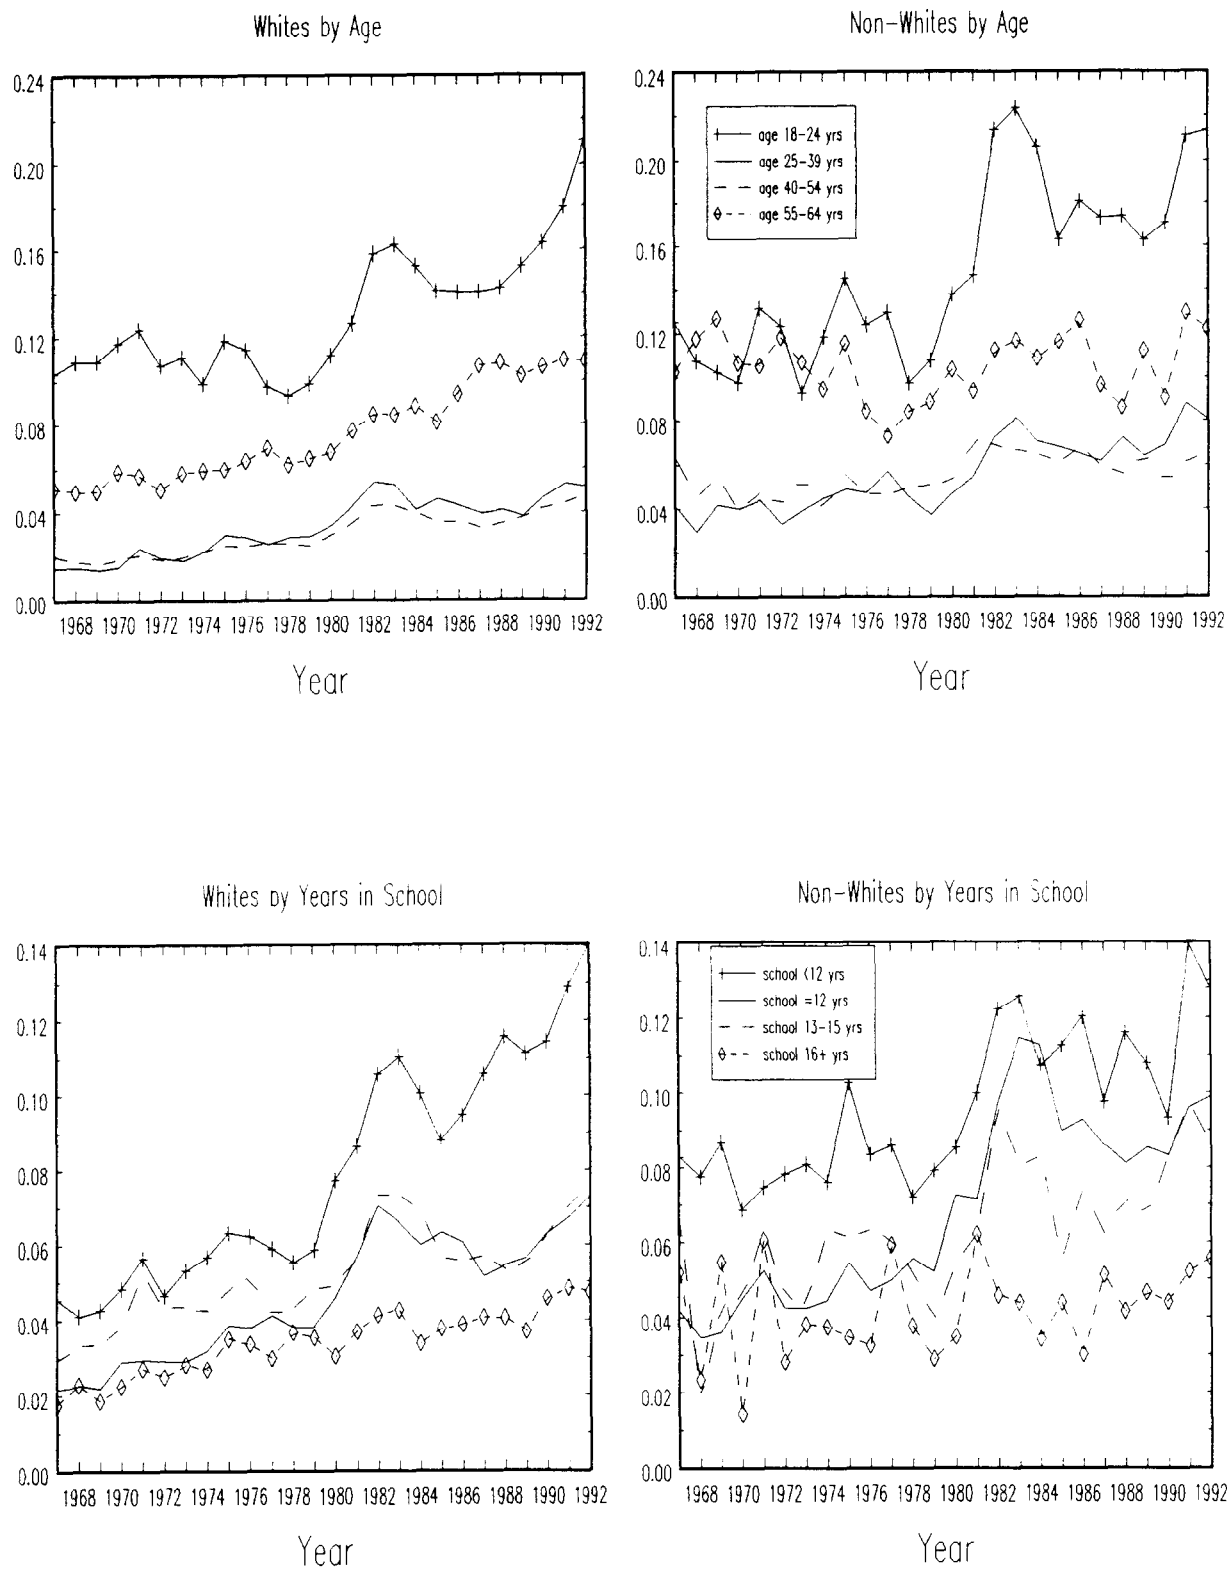 Whites by Age
0.24
0.20
0.16
0.12
0.08
0.04
0.00
1968 1970 1972 1974 1976 1978 1980 1982 1984 1986 1988 1990 1992
Year
Non-Whites by Age
0.24
0.20
0.16
0.12
0.08
0.04
0.00
age 18-24 yrs
age 25-39 yrs
age 40-54 yrs
age 55-64 yrs
1968 1970 1972 1974 1976 1978 1980 1982 1984 1986 1988 1990 1992
Year
Whites by Years in School
0.14
0.12
0.10
0.08
0.06
0.04
0.02
0.00
1968 1970 1972 1974 1976 1978 1980 1982 1984 1986 1988 1990 1992
Year
Non-Whites by Years in School
0.14
0.12
0.10
0.08
0.06
0.04
0.02
0.00
school <12 yrs
school =12 yrs
school 13-15 yrs
school 16+ yrs
1968 1970 1972 1974 1976 1978 1980 1982 1984 1986 1988 1990 1992
Year